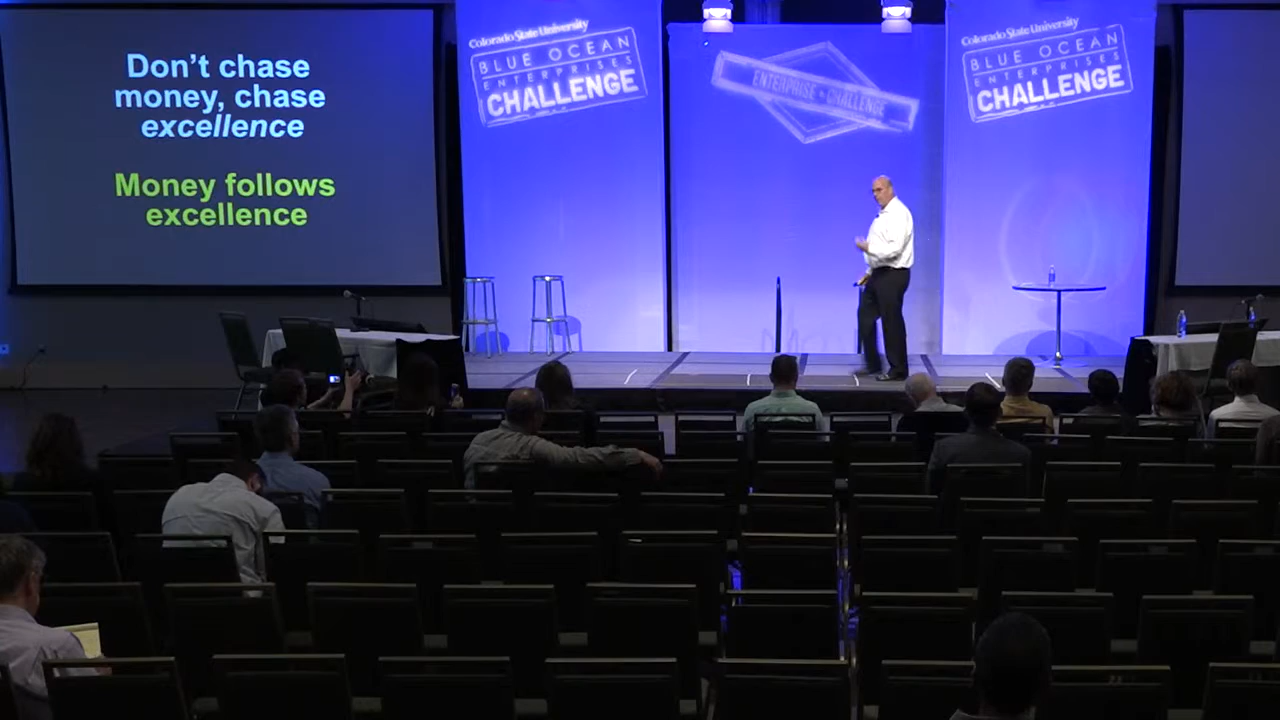 Don't chase
money, chase
excellence
Money follows
excellence
Colorado State University
BLUE OCEAN
ENTERPRISES
CHALLENGE
ENTERPRISE CHALLENGE
Colorado State University
BLUE OCEAN
ENTERPRISES
CHALLENGE